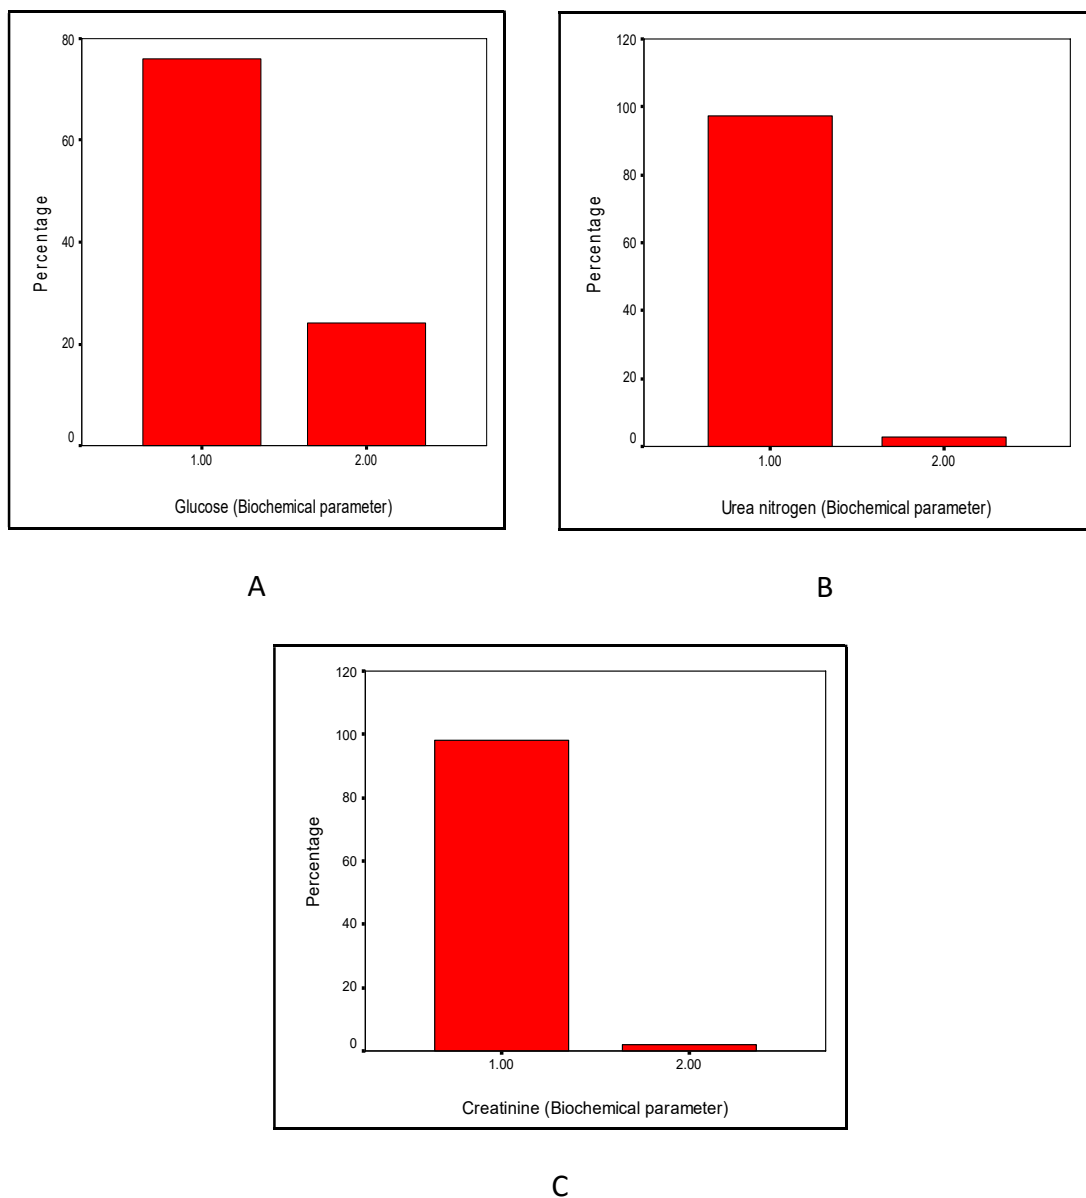 80
60
40
20
0
Percentage
1.00
2.00
Glucose (Biochemical parameter)
A
120
100
80
60
40
20
0
Percentage
1.00
2.00
Urea nitrogen (Biochemical parameter)
B
120
100
80
60
40
20
0
Percentage
1.00
2.00
Creatinine (Biochemical parameter)
C